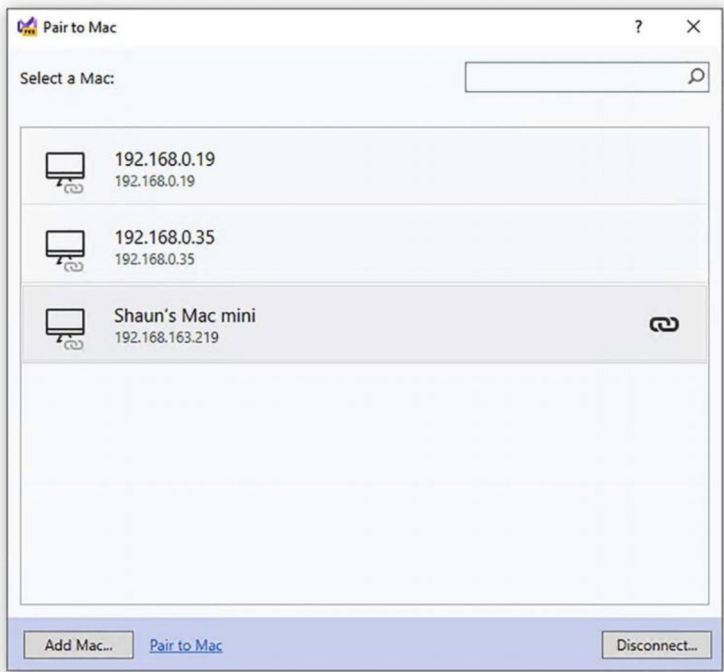 Pair to Mac
Select a Mac:
192.168.0.19
192.168.0.19
192.168.0.35
192.168.0.35
Shaun's Mac mini
192.168.163.219
Add Mac... Pair to Mac Disconnect...